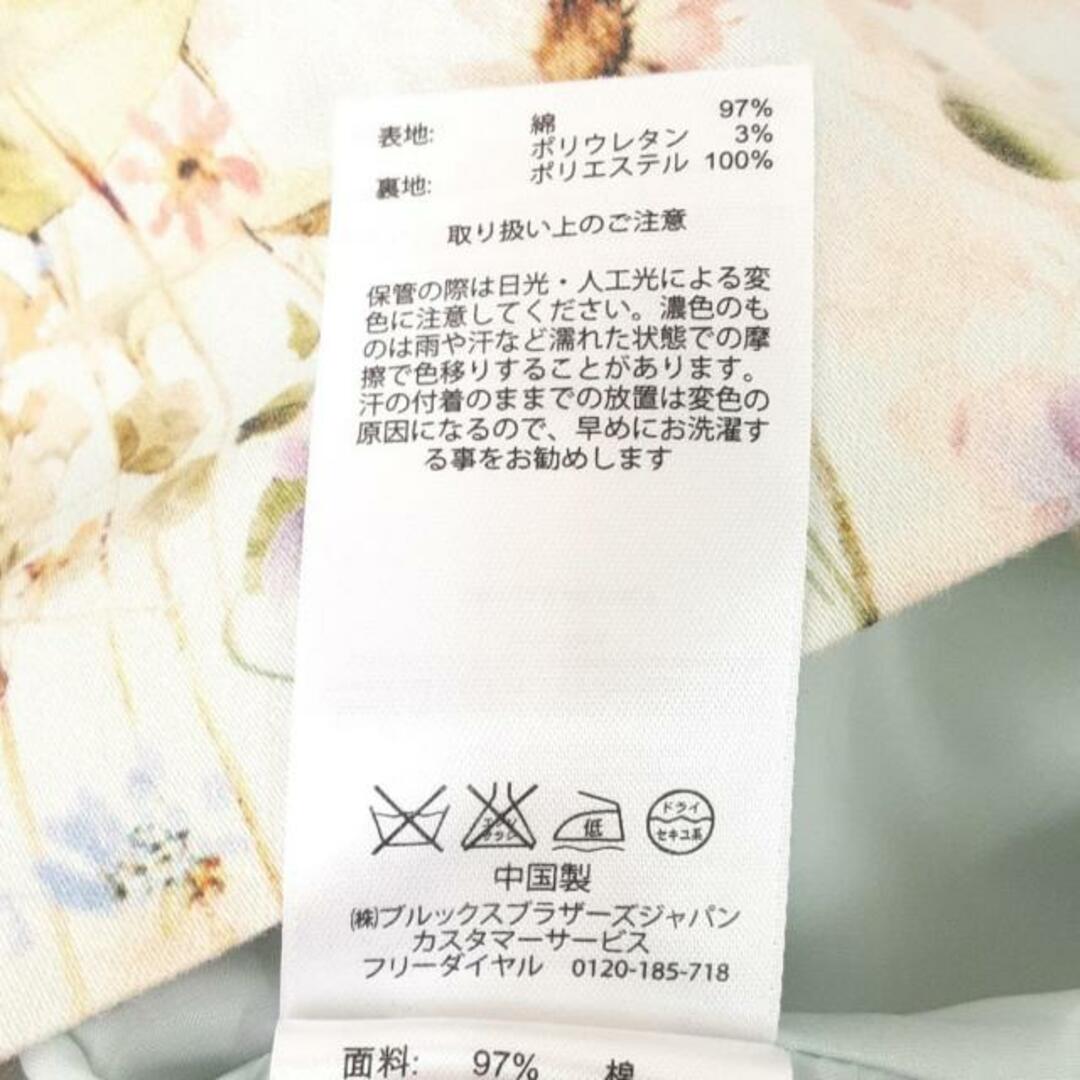 表地: 綿 97%
ポリウレタン 3%
裏地: ポリエステル 100%
取り扱い上のご注意
保管の際は日光・人工光による変
色に注意してください。濃色のも
のは雨や汗など濡れた状態での摩
擦で色移りすることがあります。
汗の付着のままでの放置は変色の
原因になるので、早めにお洗濯す
る事をお勧めします
エンソ
サラシ
低
ドライ
セキユ系
中国製
㈱ブルックスブラザーズジャパン
カスタマーサービス
フリーダイヤル 0120-185-718
面料: 97% 棉